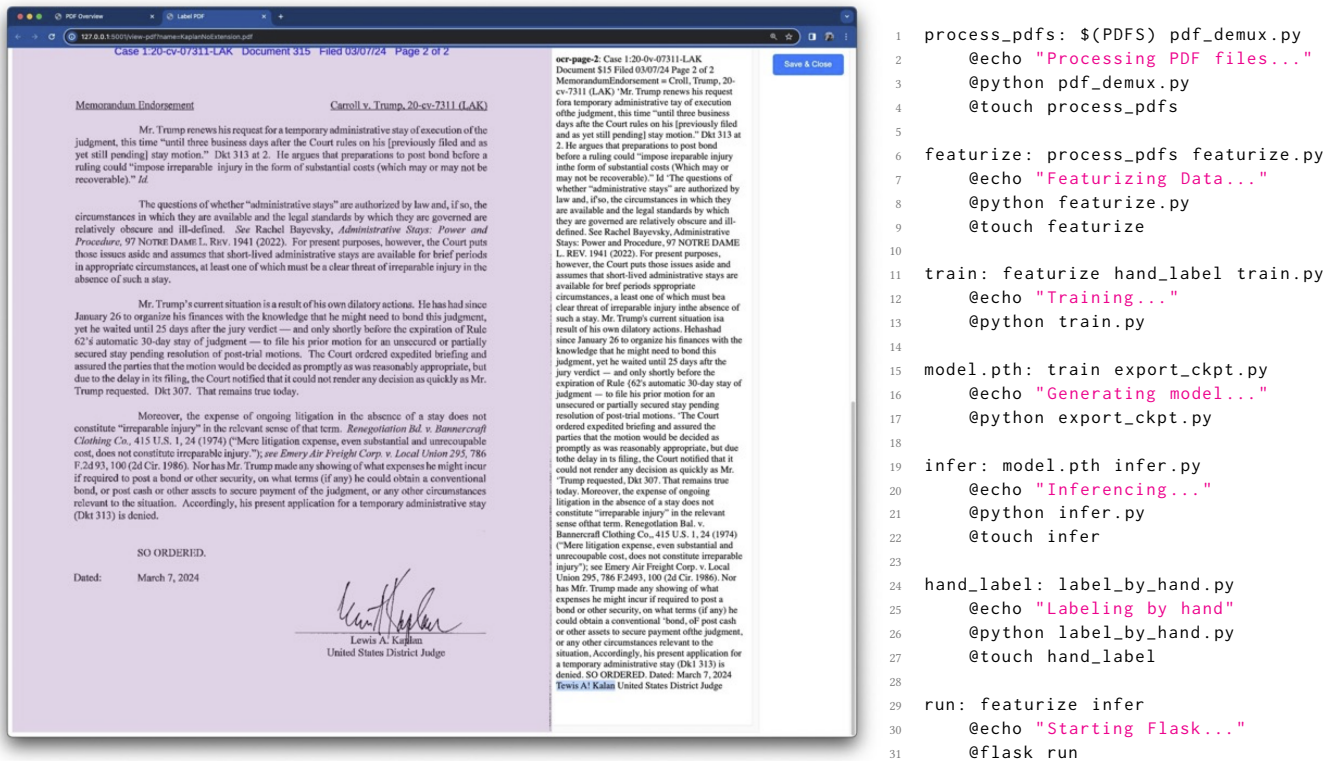 PDF Overview
Label PDF
127.0.0.1:5001/view-pdf?name=KaplanNoExtension.pdf
Case 1:20-cv-07311-LAK Document 315 Filed 03/07/24 Page 2 of 2
Memorandum Endorsement Carroll v. Trump, 20-cv-7311 (LAK)
Mr. Trump renews his request for a temporary administrative stay of execution of the
judgment, this time “until three business days after the Court rules on his [previously filed and as
yet still pending] stay motion.” Dkt 313 at 2. He argues that preparations to post bond before a
ruling could “impose irreparable injury in the form of substantial costs (which may or may not be
recoverable).” Id.
The questions of whether “administrative stays” are authorized by law and, if so, the
circumstances in which they are available and the legal standards by which they are governed are
relatively obscure and ill-defined. See Rachel Bayevsky, Administrative Stays: Power and
Procedure, 97 NOTRE DAME L. REV. 1941 (2022). For present purposes, however, the Court puts
those issues aside and assumes that short-lived administrative stays are available for brief periods
in appropriate circumstances, at least one of which must be a clear threat of irreparable injury in the
absence of such a stay.
Mr. Trump's current situation is a result of his own dilatory actions. He has had since
January 26 to organize his finances with the knowledge that he might need to bond this judgment,
yet he waited until 25 days after the jury verdict — and only shortly before the expiration of Rule
62's automatic 30-day stay of judgment — to file his prior motion for an unsecured or partially
secured stay pending resolution of post-trial motions. The Court ordered expedited briefing and
assured the parties that the motion would be decided as promptly as was reasonably appropriate, but
due to the delay in its filing, the Court notified that it could not render any decision as quickly as Mr.
Trump requested. Dkt 307. That remains true today.
Moreover, the expense of ongoing litigation in the absence of a stay does not
constitute “irreparable injury” in the relevant sense of that term. Renegotiation Bd. v. Bannercraft
Clothing Co., 415 U.S. 1, 24 (1974) (“Mere litigation expense, even substantial and unrecoupable
cost, does not constitute irreparable injury.”); see Emery Air Freight Corp. v. Local Union 295, 786
F.2d 93, 100 (2d Cir. 1986). Nor has Mr. Trump made any showing of what expenses he might incur
if required to post a bond or other security, on what terms (if any) he could obtain a conventional
bond, or post cash or other assets to secure payment of the judgment, or any other circumstances
relevant to the situation. Accordingly, his present application for a temporary administrative stay
(Dkt 313) is denied.
SO ORDERED.
Dated: March 7, 2024
Lewis A. Kaplan
United States District Judge
ocr-page-2: Case 1:20-0v-07311-LAK
Document $15 Filed 03/07/24 Page 2 of 2
MemorandumEndorsement = Croll, Trump, 20-
cv-7311 (LAK) ‘Mr. Trump renews his request
fora temporary administrative tay of execution
ofthe judgment, this time “until three business
days afte the Court rules on his [previously filed
and as yet still pending] stay motion.” Dkt 313 at
2. He argues that preparations to post bond
before a ruling could “impose ireparable injury
inthe form of substantial costs (Which may or
may not be recoverable).” Id ‘The questions of
whether “administrative stays” are authorized by
law and, if'so, the circumstances in which they
are available and the legal standards by which
they are governed are relatively obscure and ill-
defined. See Rachel Bayevsky, Administrative
Stays: Power and Procedure, 97 NOTRE DAME
L. REV. 1941 (2022). For present purposes,
however, the Court puts those issues aside and
assumes that short-lived administrative stays are
available for bref periods sppropriate
circumstances, a least one of which must bea
clear threat of irreparable injury inthe absence of
such a stay. Mr. Trump's current situation isa
result of his own dilatory actions. Hehashad
since January 26 to organize his finances with the
knowledge that he might need to bond this
judgment, yet he waited until 25 days aftr the
jury verdict — and only shortly before the
expiration of Rule {62's automatic 30-day stay of
judgment — to file his prior motion for an
unsecured or partially secured stay pending
resolution of post-trial motions. ‘The Court
ordered expedited briefing and assured the
parties that the motion would be decided as
promptly as was reasonably appropriate, but due
tothe delay in ts filing, the Court notified that it
could not render any decision as quickly as Mr.
‘Trump requested, Dkt 307. That remains true
today. Moreover, the expense of ongoing
litigation in the absence of a stay does not
constitute “irreparable injury” in the relevant
sense ofthat term. Renegotlation Bal. v.
Bannercrafl Clothing Co,, 415 U.S. 1, 24 (1974)
(“Mere litigation expense, even substantial and
unrecoupable cost, does not constitute irreparable
injury”); see Emery Air Freight Corp. v. Local
Union 295, 786 F.2493, 100 (2d Cir. 1986). Nor
has Mfr. Trump made any showing of what
expenses he might incur if required to post a
bond or other security, on what terms (if any) he
could obtain a conventional ‘bond, oF post cash
or other assets to secure payment ofthe judgment,
or any other circumstances relevant to the
situation, Accordingly, his present application for
a temporary administrative stay (Dk1 313) is
denied. SO ORDERED. Dated: March 7, 2024
Tewis A! Kalan United States District Judge
Save & Close
1 process_pdfs: $(PDFS) pdf_demux.py
2 @echo "Processing PDF files..."
3 @python pdf_demux.py
4 @touch process_pdfs
5
6 featurize: process_pdfs featurize.py
7 @echo "Featurizing Data..."
8 @python featurize.py
9 @touch featurize
10
11 train: featurize hand_label train.py
12 @echo "Training..."
13 @python train.py
14
15 model.pth: train export_ckpt.py
16 @echo "Generating model..."
17 @python export_ckpt.py
18
19 infer: model.pth infer.py
20 @echo "Inferencing..."
21 @python infer.py
22 @touch infer
23
24 hand_label: label_by_hand.py
25 @echo "Labeling by hand"
26 @python label_by_hand.py
27 @touch hand_label
28
29 run: featurize infer
30 @echo "Starting Flask..."
31 @flask run